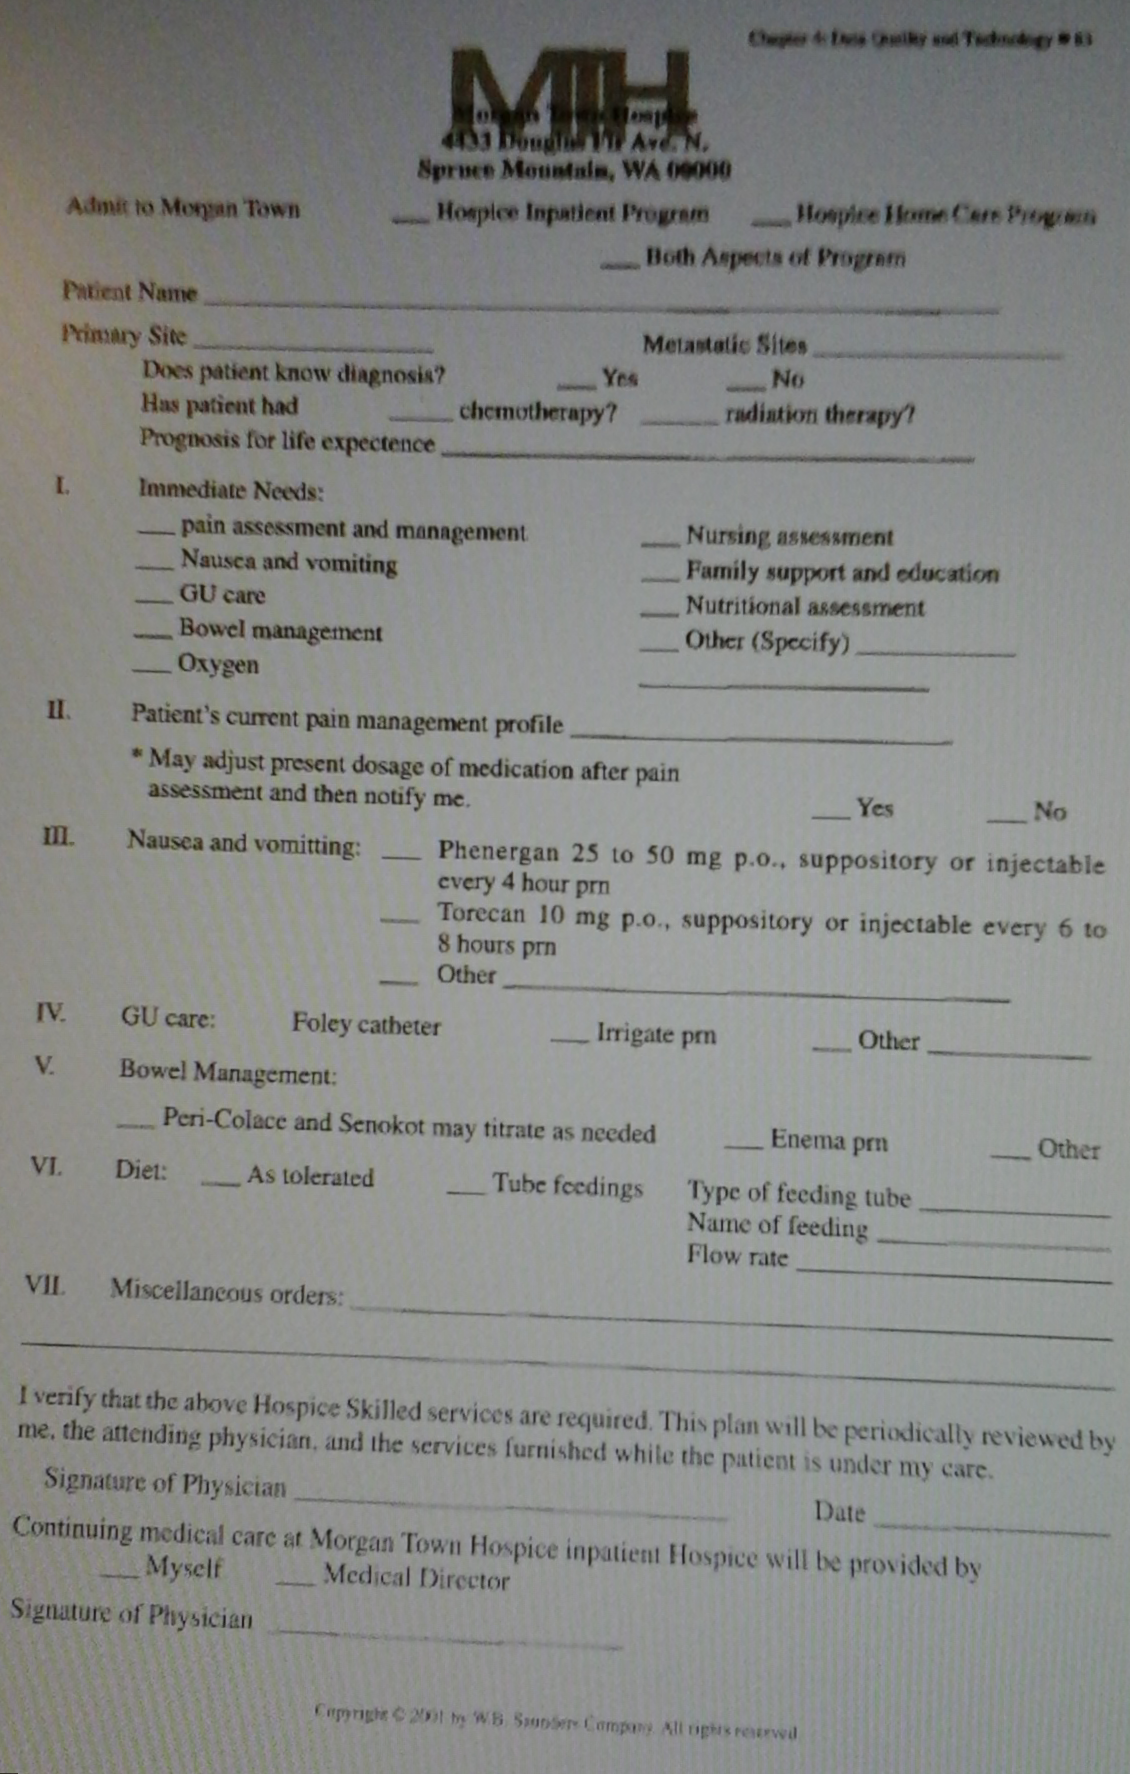 Chapter 4: Data Quality and Technology # 83
MTH
4433 Douglas Fir Ave. N.
Spruce Mountain, WA 00000
Admit to Morgan Town ___ Hospice Inpatient Program ___ Hospice Home Care Program
___ Both Aspects of Program
Patient Name ___
Primary Site ___ Metastatic Sites ___
Does patient know diagnosis? ___ Yes ___ No
Has patient had ___ chemotherapy? ___ radiation therapy?
Prognosis for life expectence ___
I. Immediate Needs:
___ pain assessment and management ___ Nursing assessment
___ Nausea and vomiting ___ Family support and education
___ GU care ___ Nutritional assessment
___ Bowel management ___ Other (Specify) ___
___ Oxygen ___
II. Patient's current pain management profile ___
* May adjust present dosage of medication after pain
assessment and then notify me. ___ Yes ___ No
III. Nausea and vomitting: ___ Phenergan 25 to 50 mg p.o., suppository or injectable
every 4 hour prn
___ Torecan 10 mg p.o., suppository or injectable every 6 to
8 hours prn
___ Other ___
IV. GU care: Foley catheter ___ Irrigate prn ___ Other ___
V. Bowel Management:
___ Peri-Colace and Senokot may titrate as needed ___ Enema prn ___ Other
VI. Diet: ___ As tolerated ___ Tube feedings Type of feeding tube ___
Name of feeding ___
Flow rate ___
VII. Miscellaneous orders: ___
I verify that the above Hospice Skilled services are required. This plan will be periodically reviewed by
me, the attending physician, and the services furnished while the patient is under my care.
Signature of Physician ___ Date ___
Continuing medical care at Morgan Town Hospice inpatient Hospice will be provided by
___ Myself ___ Medical Director
Signature of Physician ___
Copyright © 2001 by W.B. Saunders Company. All rights reserved